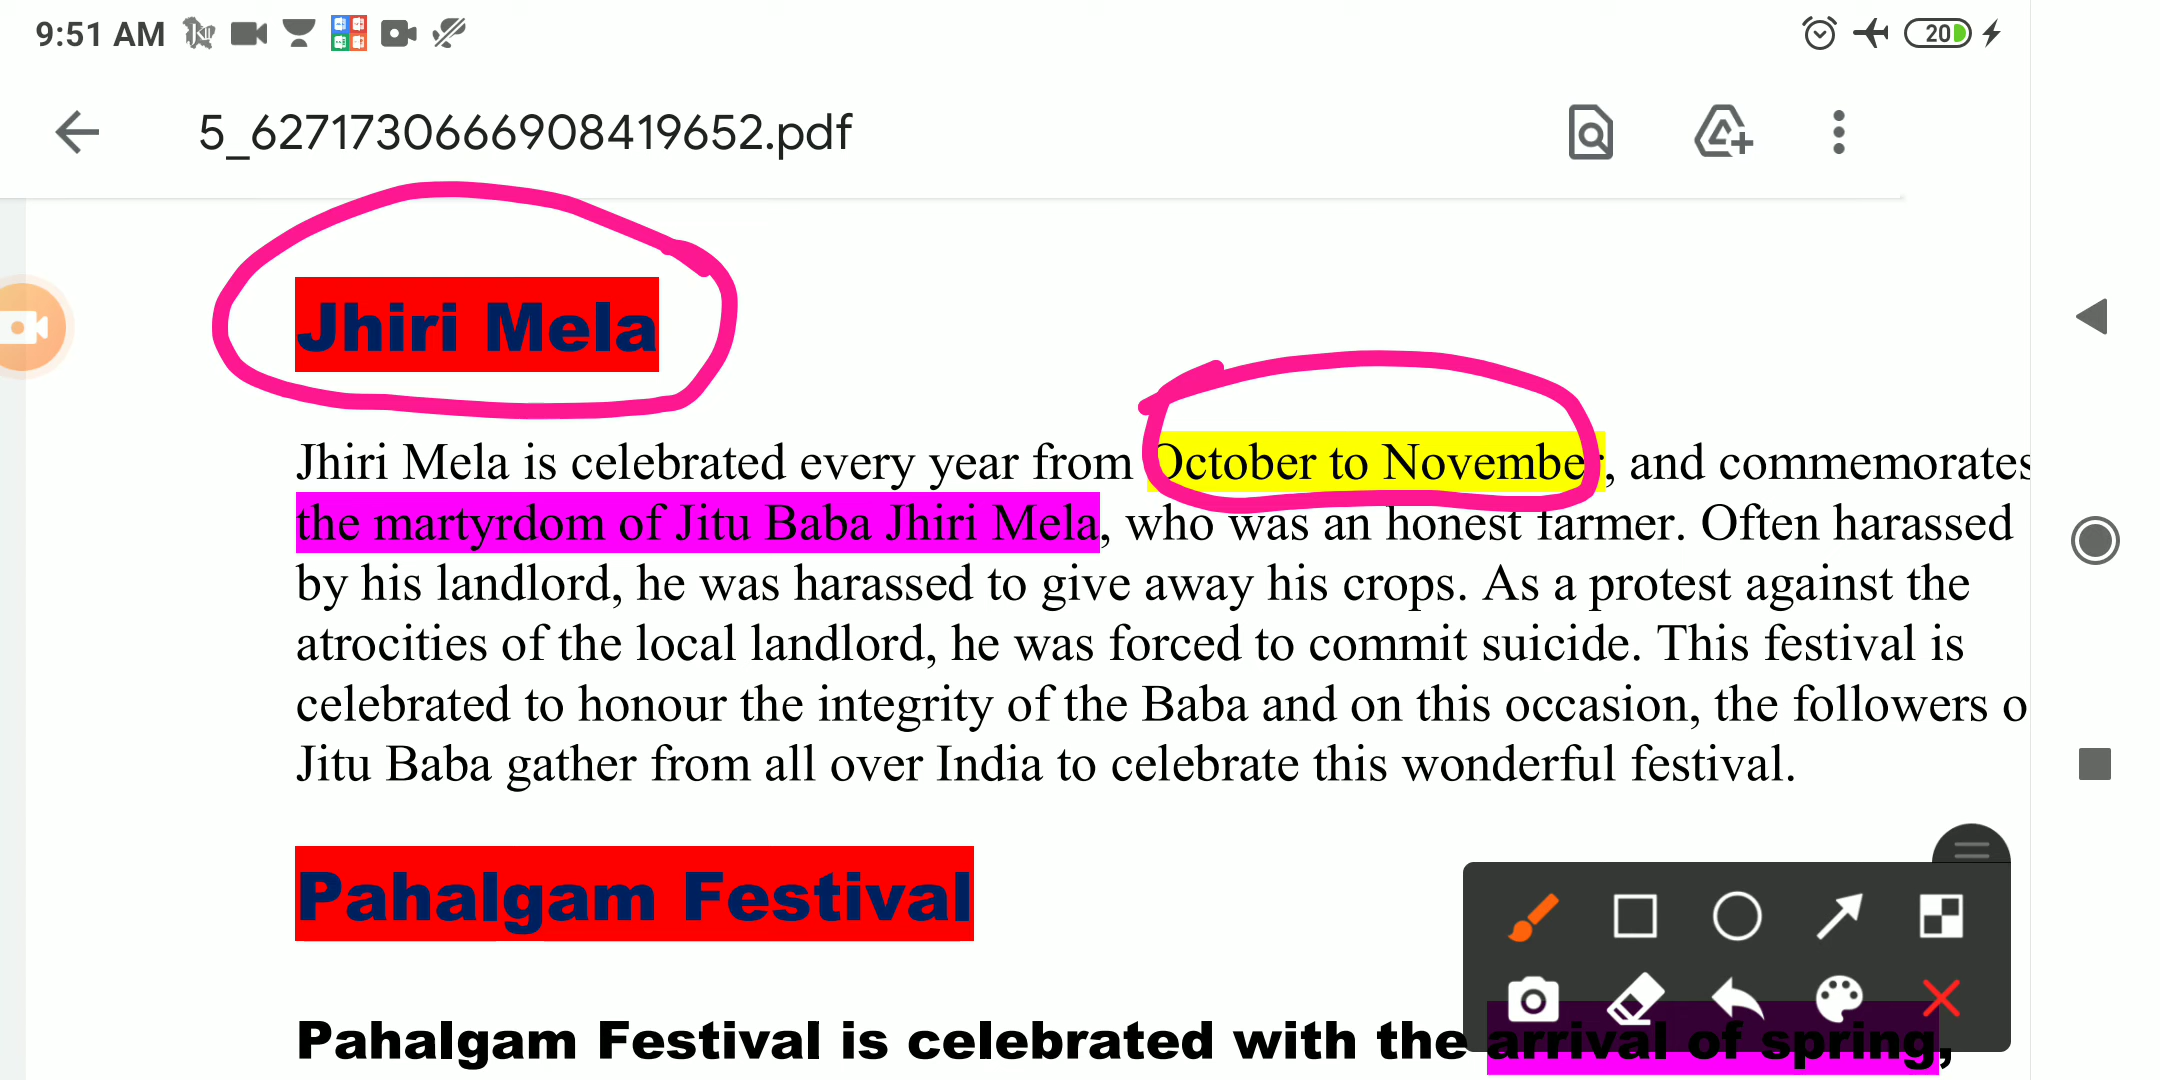 9:51 AM
20
5_6271730666908419652.pdf
Jhiri Mela
Jhiri Mela is celebrated every year from October to November, and commemorates
the martyrdom of Jitu Baba Jhiri Mela, who was an honest farmer. Often harassed
by his landlord, he was harassed to give away his crops. As a protest against the
atrocities of the local landlord, he was forced to commit suicide. This festival is
celebrated to honour the integrity of the Baba and on this occasion, the followers o
Jitu Baba gather from all over India to celebrate this wonderful festival.
Pahalgam Festival
Pahalgam Festival is celebrated with the arrival of spring,